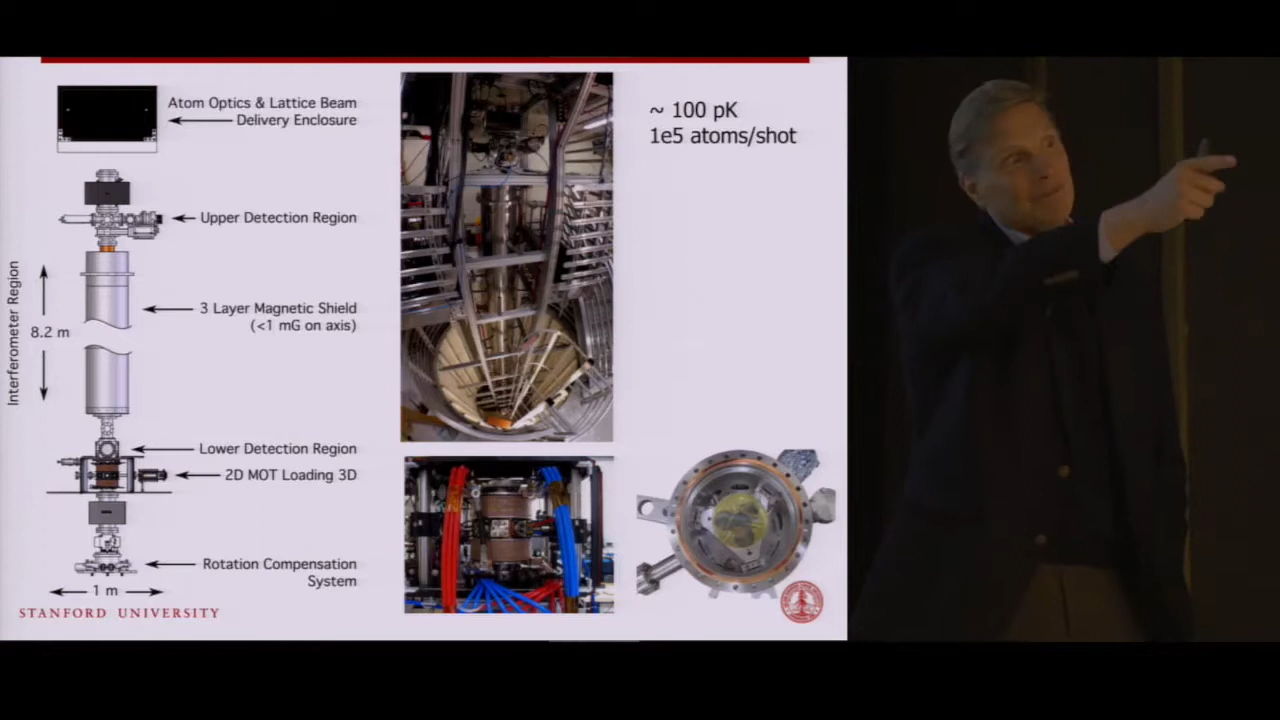 Atom Optics & Lattice Beam
Delivery Enclosure
Upper Detection Region
3 Layer Magnetic Shield
(<1 mG on axis)
Interferometer Region
8.2 m
Lower Detection Region
2D MOT Loading 3D
Rotation Compensation
System
1 m
STANFORD UNIVERSITY
~ 100 pK
1e5 atoms/shot